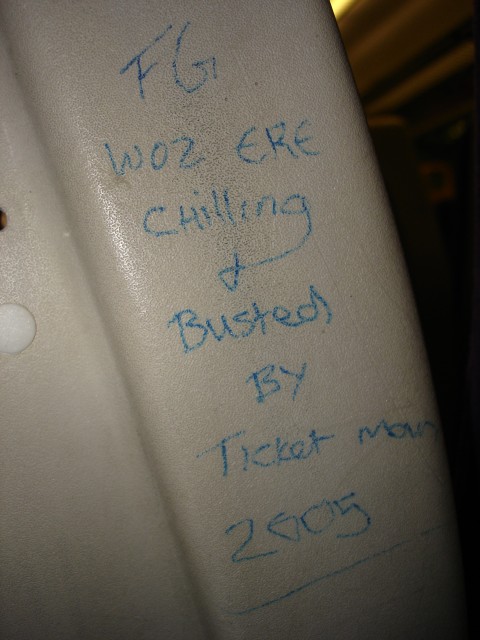 FG
WOZ ERE
CHilling
&
Busted
BY
Ticket man
2005